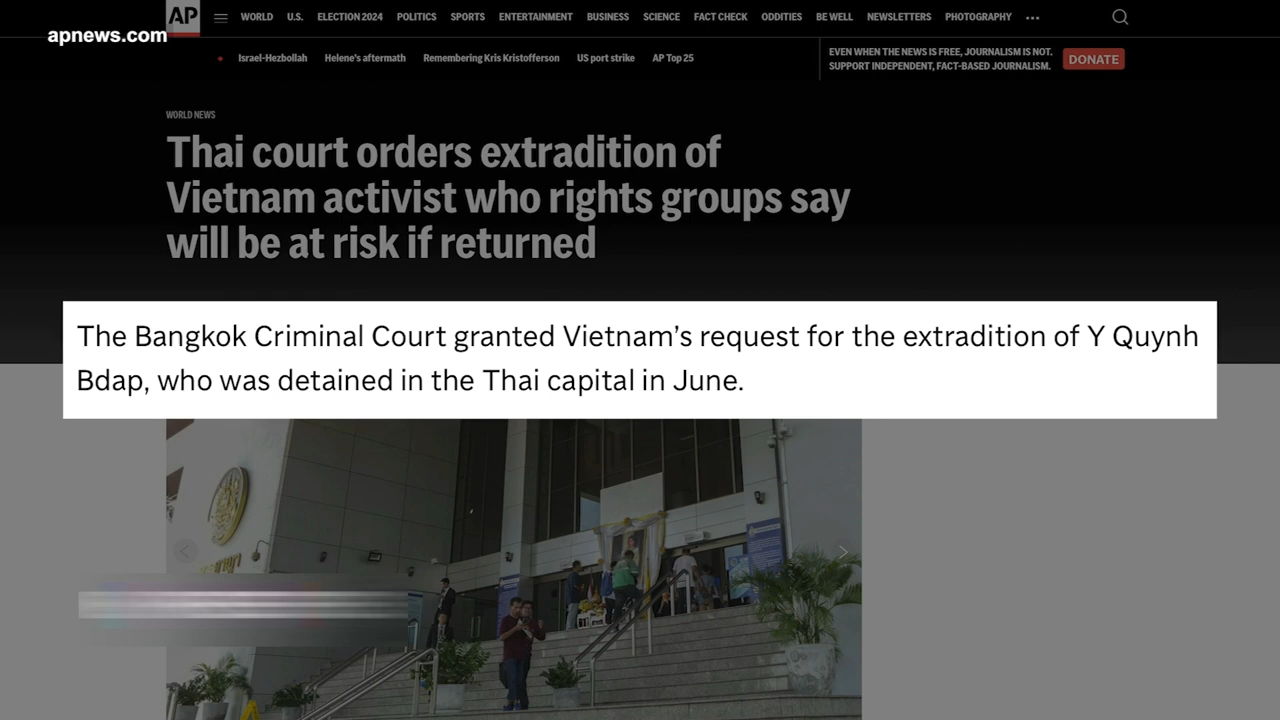 AP
WORLD U.S. ELECTION 2024 POLITICS SPORTS ENTERTAINMENT BUSINESS SCIENCE FACT CHECK ODDITIES BE WELL NEWSLETTERS PHOTOGRAPHY ...
apnews.com
Israel-Hezbollah Helene's aftermath Remembering Kris Kristofferson US port strike AP Top 25
EVEN WHEN THE NEWS IS FREE, JOURNALISM IS NOT.
SUPPORT INDEPENDENT, FACT-BASED JOURNALISM.
DONATE
WORLD NEWS
Thai court orders extradition of
Vietnam activist who rights groups say
will be at risk if returned
The Bangkok Criminal Court granted Vietnam’s request for the extradition of Y Quynh
Bdap, who was detained in the Thai capital in June.